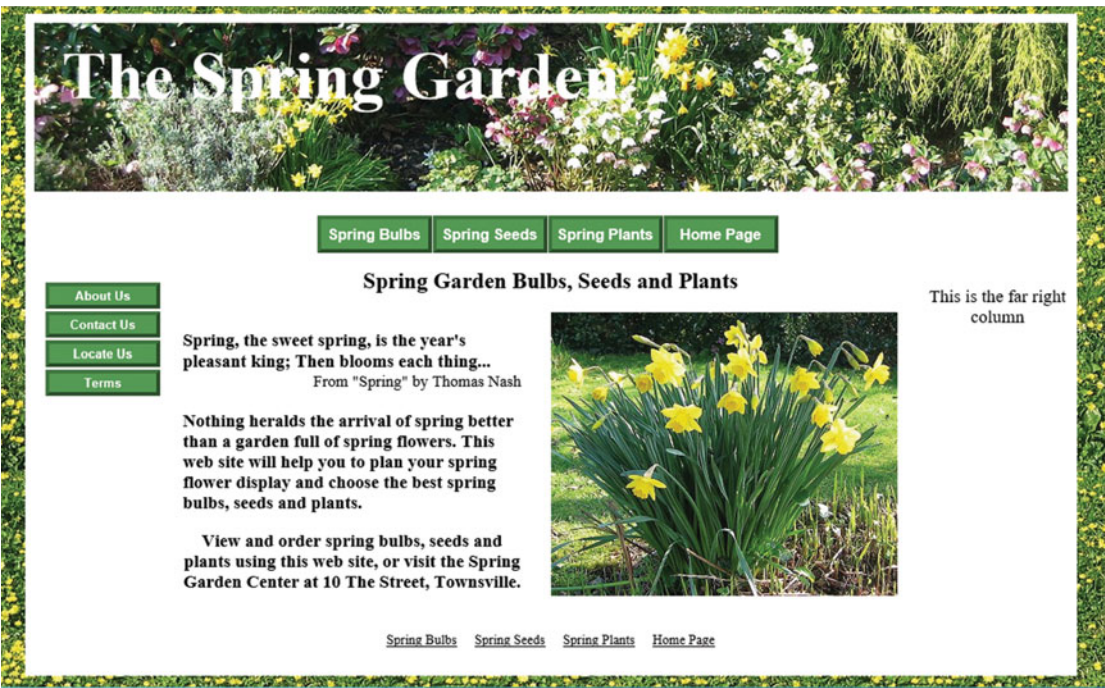 The Spring Garden
Spring Bulbs
Spring Seeds
Spring Plants
Home Page
Spring Garden Bulbs, Seeds and Plants
About Us
Contact Us
Locate Us
Terms
Spring, the sweet spring, is the year's
pleasant king; Then blooms each thing...
From "Spring" by Thomas Nash
Nothing heralds the arrival of spring better
than a garden full of spring flowers. This
web site will help you to plan your spring
flower display and choose the best spring
bulbs, seeds and plants.
View and order spring bulbs, seeds and
plants using this web site, or visit the Spring
Garden Center at 10 The Street, Townsville.
This is the far right
column
Spring Bulbs
Spring Seeds
Spring Plants
Home Page